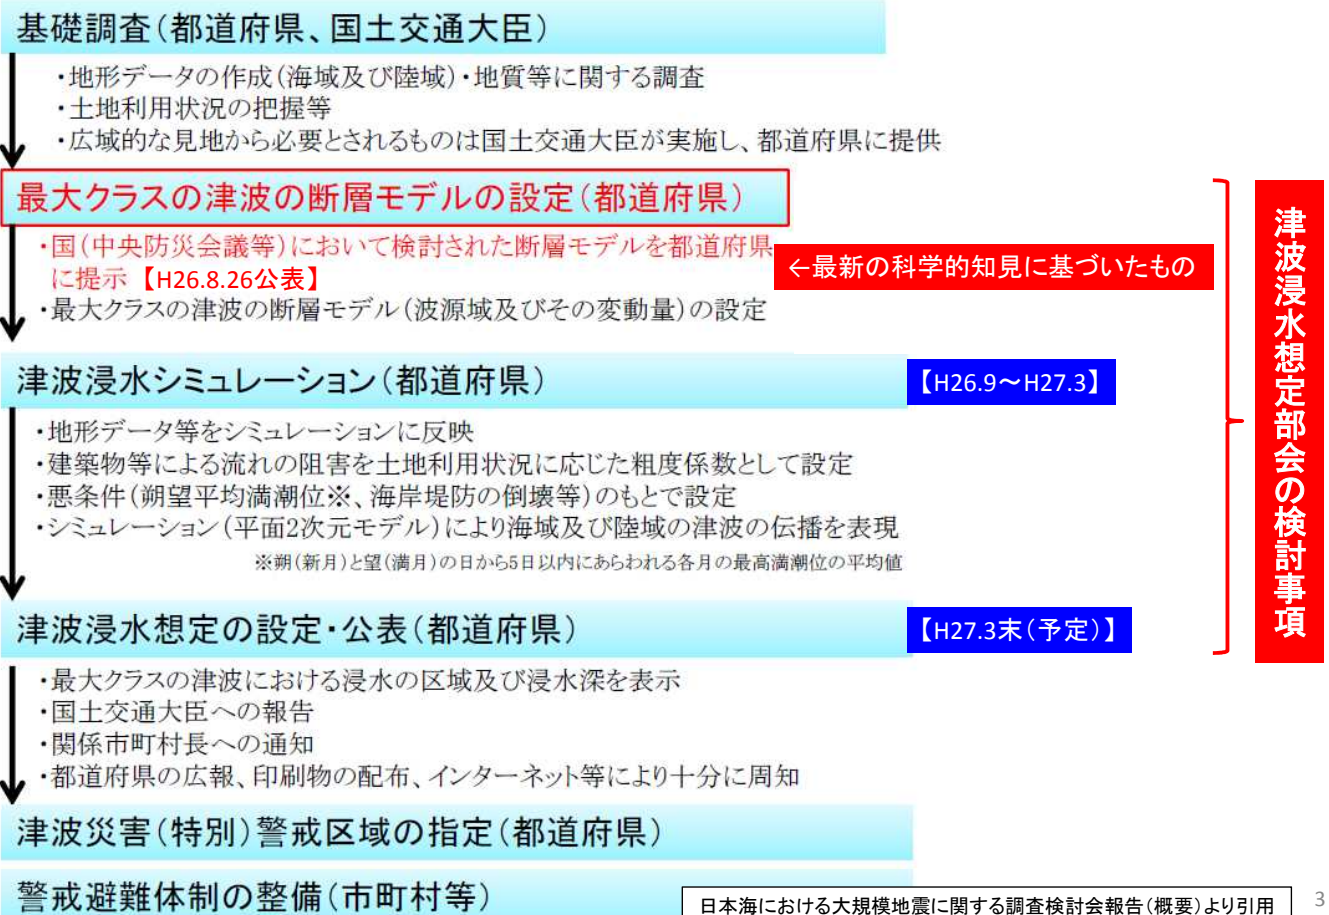 基礎調査(都道府県、国土交通大臣)
・地形データの作成(海域及び陸域)・地質等に関する調査
・土地利用状況の把握等
・広域的な見地から必要とされるものは国土交通大臣が実施し、都道府県に提供
最大クラスの津波の断層モデルの設定(都道府県)
・国(中央防災会議等)において検討された断層モデルを都道府県
に提示【H26.8.26公表】
←最新の科学的知見に基づいたもの
・最大クラスの津波の断層モデル(波源域及びその変動量)の設定
津波浸水シミュレーション(都道府県)
【H26.9～H27.3】
・地形データ等をシミュレーションに反映
・建築物等による流れの阻害を土地利用状況に応じた粗度係数として設定
・悪条件(朔望平均満潮位※、海岸堤防の倒壊等)のもとで設定
・シミュレーション(平面2次元モデル)により海域及び陸域の津波の伝播を表現
※朔(新月)と望(満月)の日から5日以内にあらわれる各月の最高満潮位の平均値
津波浸水想定の設定・公表(都道府県)
【H27.3末(予定)】
・最大クラスの津波における浸水の区域及び浸水深を表示
・国土交通大臣への報告
・関係市町村長への通知
・都道府県の広報、印刷物の配布、インターネット等により十分に周知
津波災害(特別)警戒区域の指定(都道府県)
警戒避難体制の整備(市町村等)
津波浸水想定部会の検討事項
日本海における大規模地震に関する調査検討会報告(概要)より引用
3